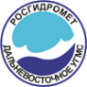 РОСГИДРОМЕТ
ДАЛЬНЕВОСТОЧНОЕ УГМС